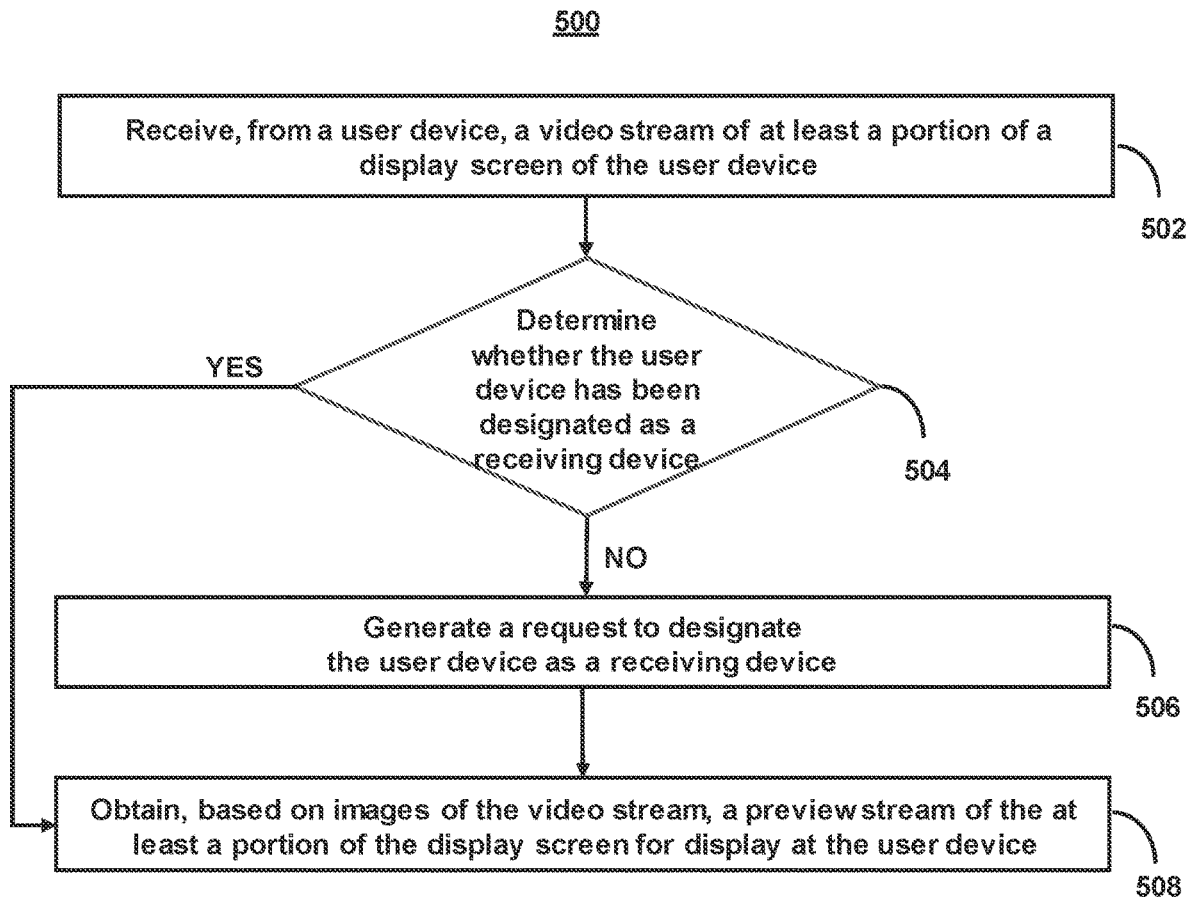 500
Receive, from a user device, a video stream of at least a portion of a
display screen of the user device
502
Determine
whether the user
device has been
designated as a
receiving device
YES
504
NO
Generate a request to designate
the user device as a receiving device
506
Obtain, based on images of the video stream, a preview stream of the at
least a portion of the display screen for display at the user device
508